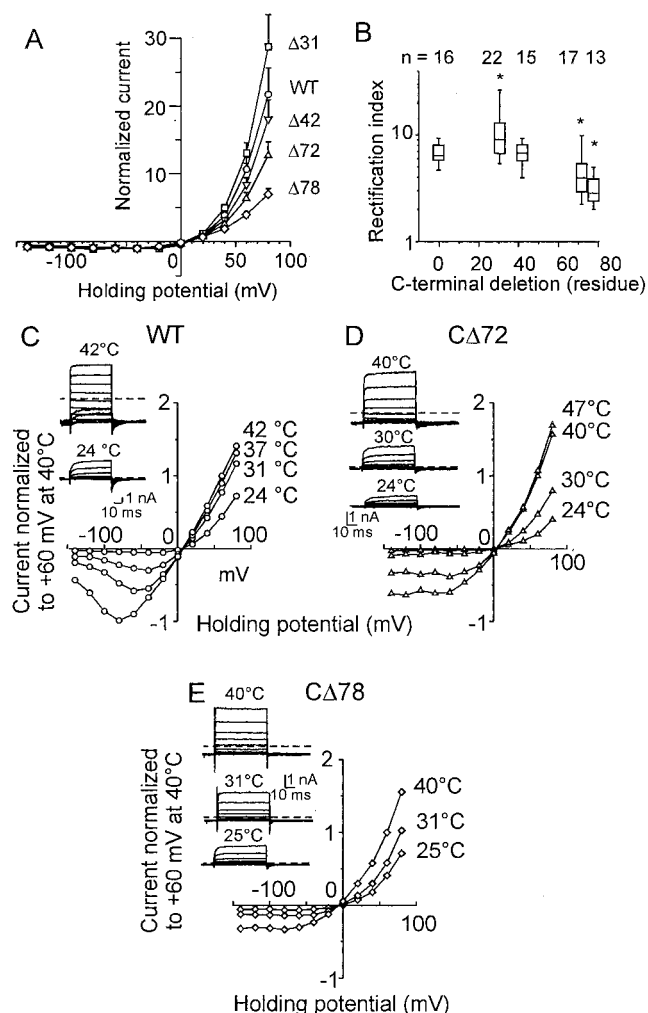 A
Normalized current
30
20
10
0
-100
0
50
100
Holding potential (mV)
Δ31
WT
Δ42
Δ72
Δ78
B
n = 16 22 15 17 13
*
*
*
Rectification index
10
1
0 20 40 60 80
C-terminal deletion (residue)
C WT
42°C
24°C
1 nA
10 ms
Current normalized
to +60 mV at 40°C
2
1
0
-1
-100
0
100
mV
42 °C
37 °C
31 °C
24 °C
D CΔ72
40°C
30°C
24°C
1 nA
10 ms
2
1
0
-1
-100
0
100
47°C
40°C
30°C
24°C
Holding potential (mV)
E CΔ78
40°C
31°C
1 nA
10 ms
25°C
Current normalized
to +60 mV at 40°C
2
1
0
-1
-100
0
100
40°C
31°C
25°C
Holding potential (mV)